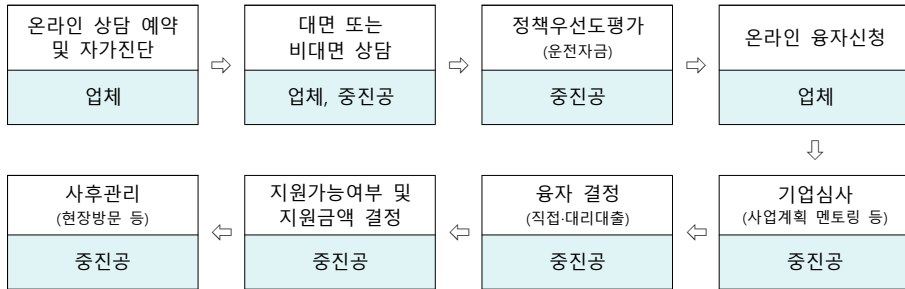 온라인 상담 예약
및 자가진단
업체
⇨
대면 또는
비대면 상담
업체, 중진공
⇨
정책우선도평가
(운전자금)
중진공
⇨
온라인 융자신청
업체
⇩
기업심사
(사업계획 멘토링 등)
중진공
⇦
융자 결정
(직접·대리대출)
중진공
⇦
지원가능여부 및
지원금액 결정
중진공
⇦
사후관리
(현장방문 등)
중진공